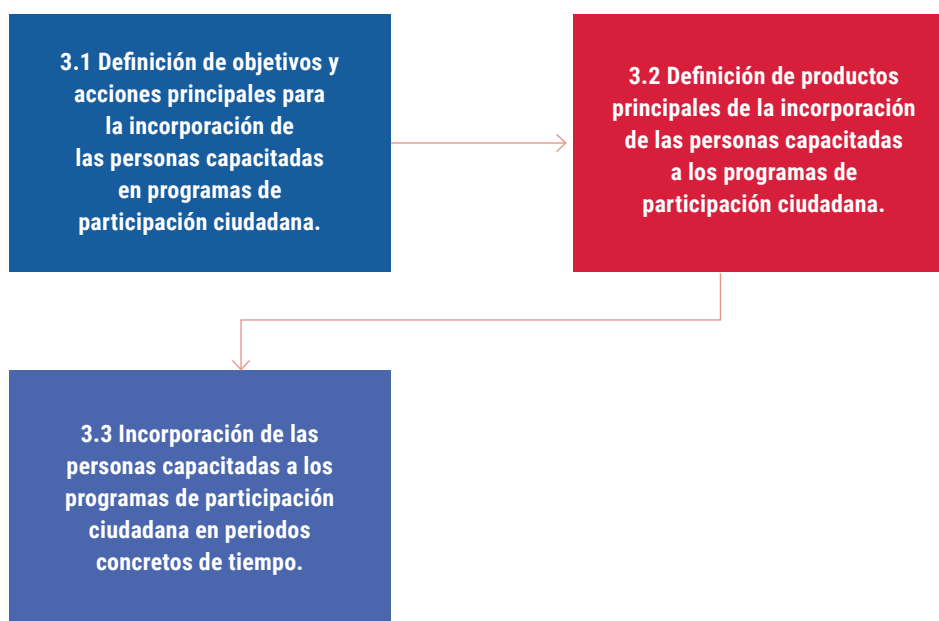 3.1 Definición de objetivos y
acciones principales para
la incorporación de
las personas capacitadas
en programas de
participación ciudadana.
3.2 Definición de productos
principales de la incorporación
de las personas capacitadas
a los programas de
participación ciudadana.
3.3 Incorporación de las
personas capacitadas a los
programas de participación
ciudadana en periodos
concretos de tiempo.